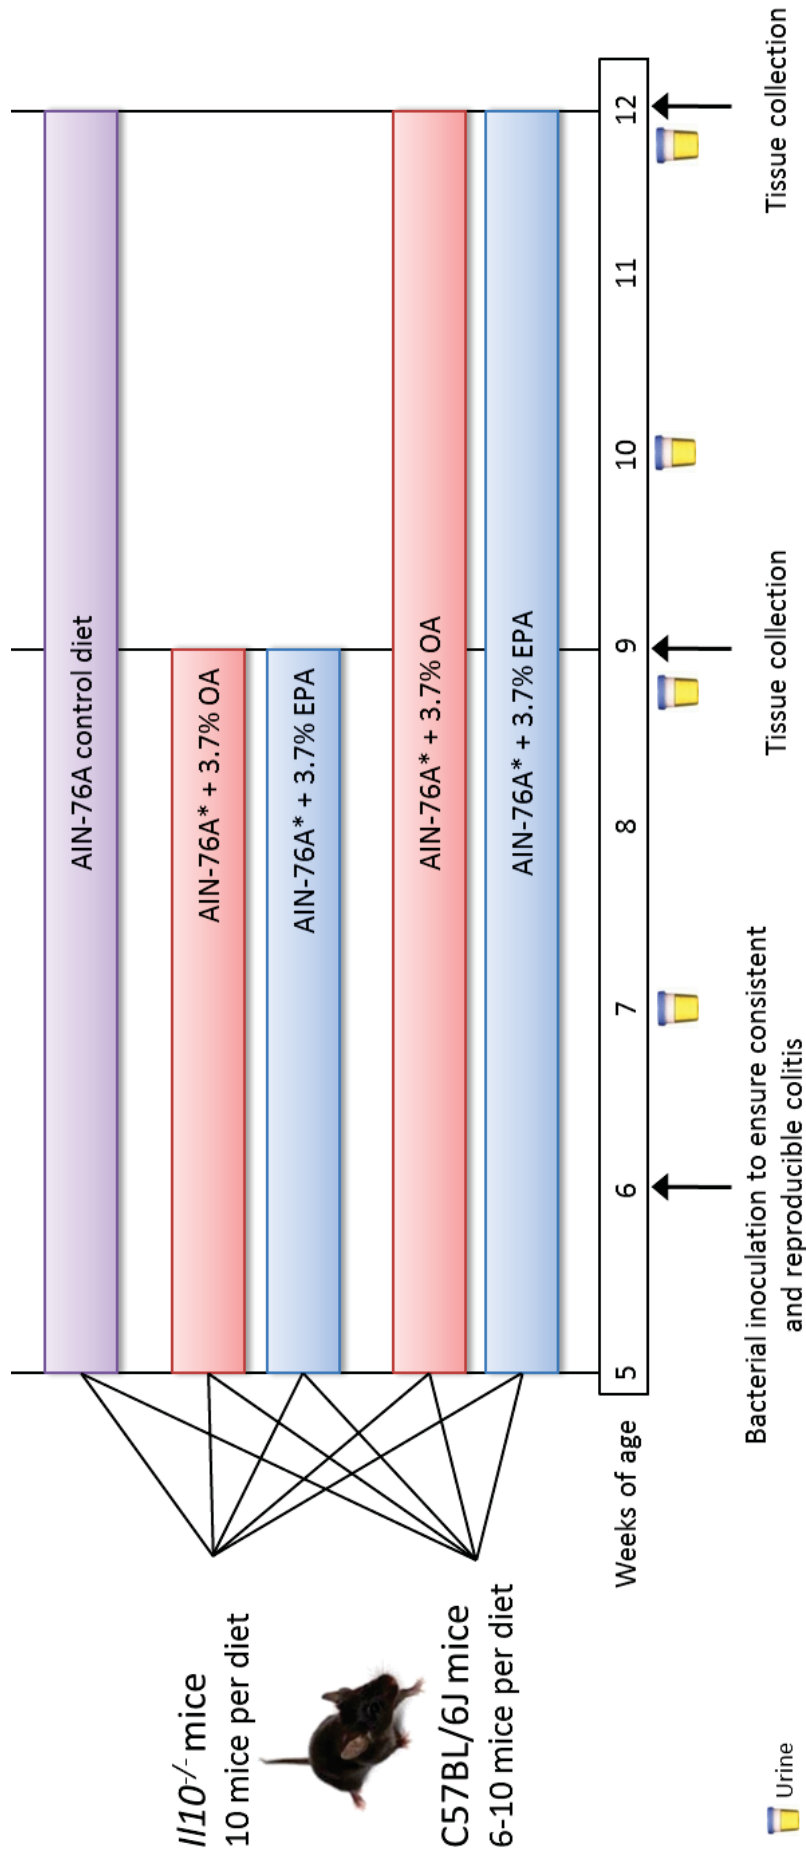 Il10-/- mice
10 mice per diet
C57BL/6J mice
6-10 mice per diet
AIN-76A control diet
AIN-76A* + 3.7% OA
AIN-76A* + 3.7% EPA
AIN-76A* + 3.7% OA
AIN-76A* + 3.7% EPA
Weeks of age
5 6 7 8 9 10 11 12
Bacterial inoculation to ensure consistent
and reproducible colitis
Tissue collection
Tissue collection
Urine